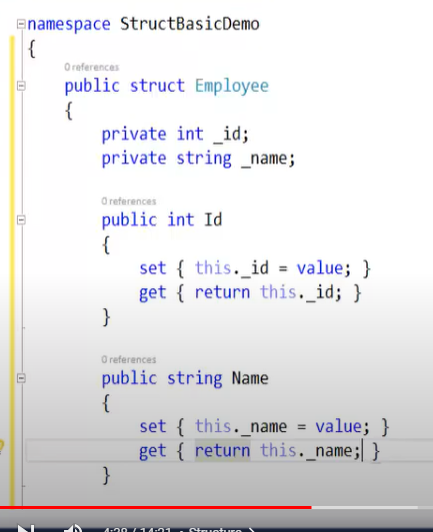 namespace StructBasicDemo
{
0 references
public struct Employee
{
private int _id;
private string _name;
0 references
public int Id
{
set { this._id = value; }
get { return this._id; }
}
0 references
public string Name
{
set { this._name = value; }
get { return this._name; }
}
4:28 / 14:21 • Structure